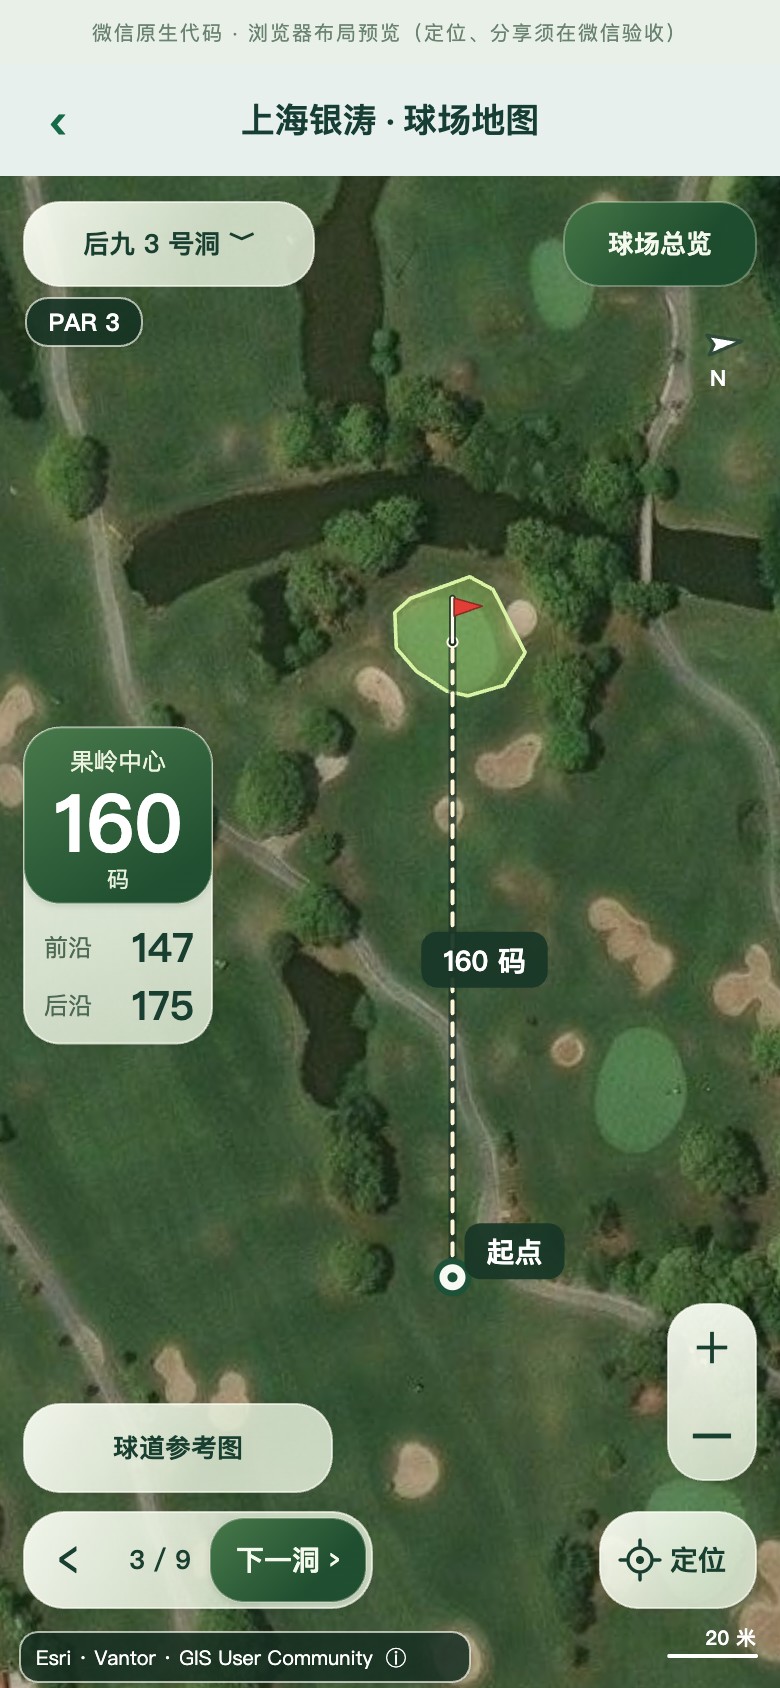 微信原生代码 · 浏览器布局预览（定位、分享须在微信验收）
‹ 上海银涛 · 球场地图
后九 3 号洞
球场总览
PAR 3
N
果岭中心
160
码
前沿 147
后沿 175
160 码
起点
+
−
球道参考图
< 3 / 9 下一洞 ›
定位
20 米
Esri · Vantor · GIS User Community ⓘ